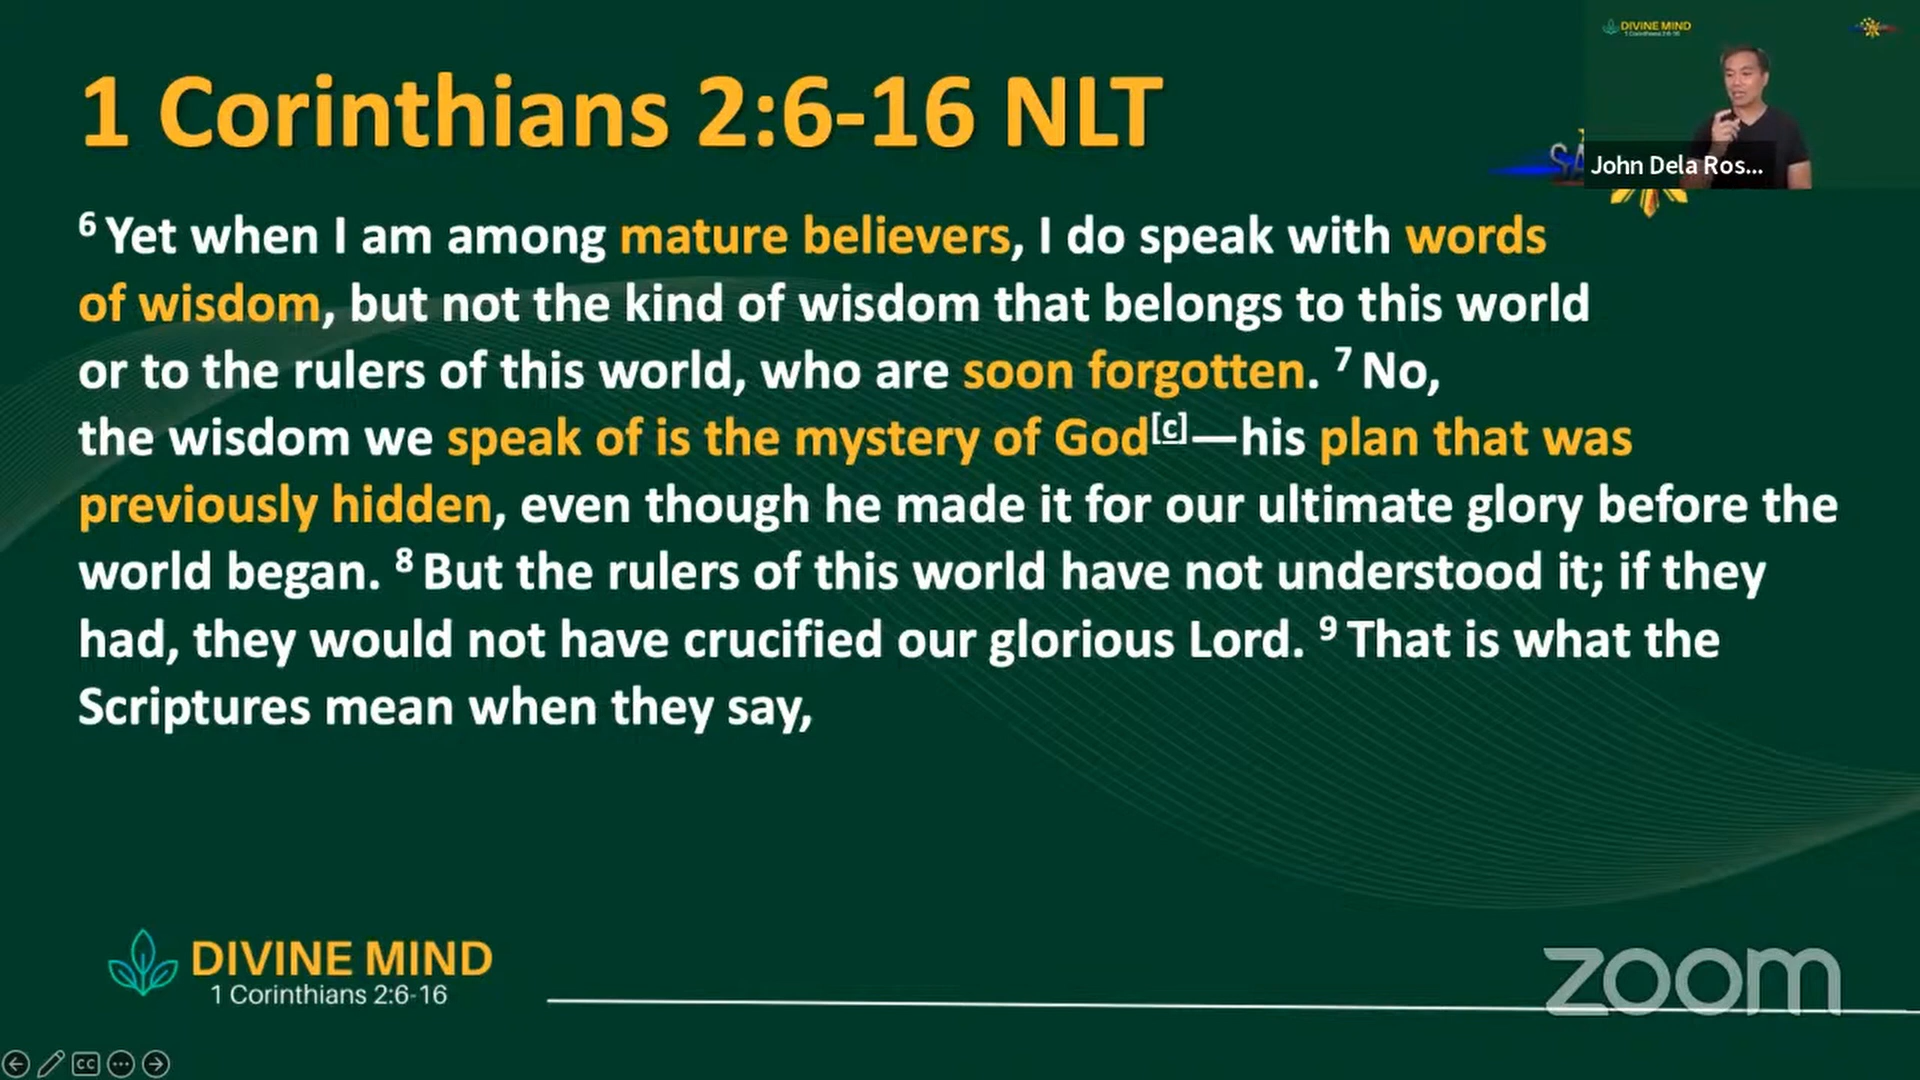 1 Corinthians 2:6-16 NLT
DIVINE MIND
John Dela Ros...
6 Yet when I am among mature believers, I do speak with words
of wisdom, but not the kind of wisdom that belongs to this world
or to the rulers of this world, who are soon forgotten. 7 No,
the wisdom we speak of is the mystery of God[c]—his plan that was
previously hidden, even though he made it for our ultimate glory before the
world began. 8 But the rulers of this world have not understood it; if they
had, they would not have crucified our glorious Lord. 9 That is what the
Scriptures mean when they say,
DIVINE MIND
1 Corinthians 2:6-16
zoom
CC